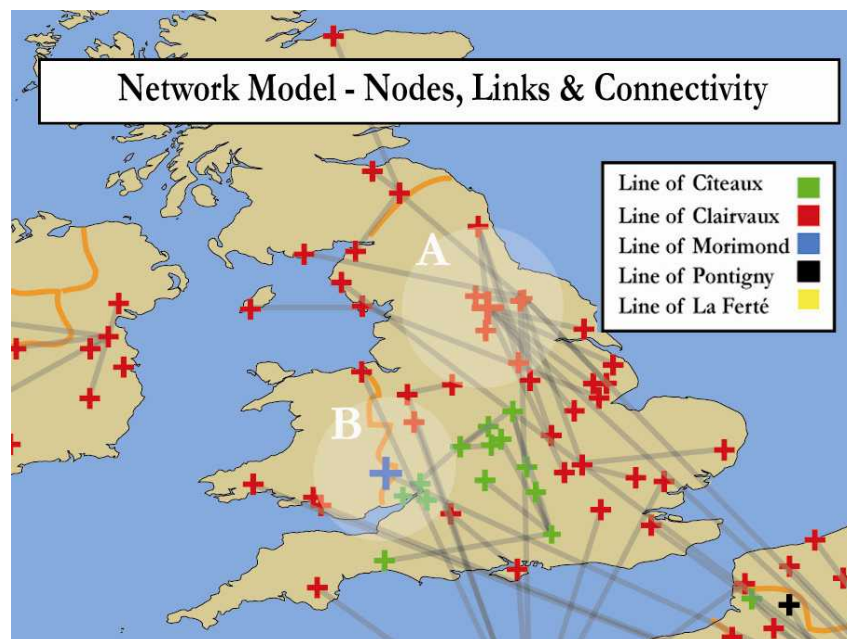 Network Model - Nodes, Links & Connectivity
Line of Cîteaux
Line of Clairvaux
Line of Morimond
Line of Pontigny
Line of La Ferté
A
B